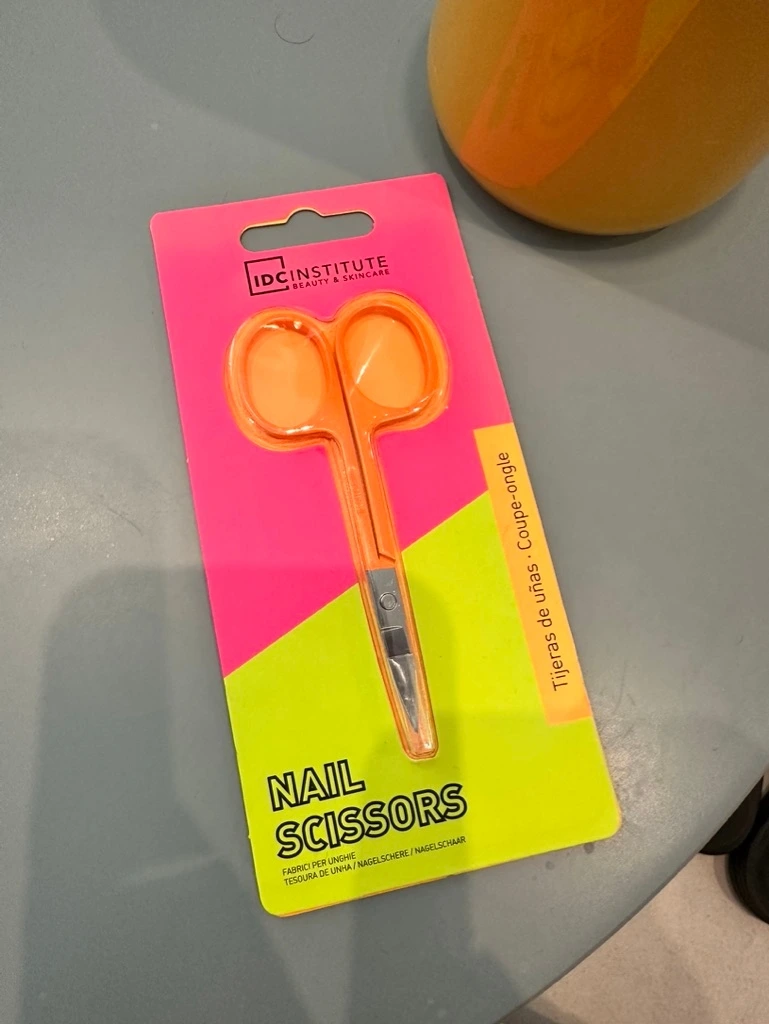 IDC INSTITUTE
BEAUTY & SKINCARE
Tijeras de uñas · Coupe-ongle
NAIL
SCISSORS
FABRICI PER UNGHIE
TESOURA DE UNHA / NAGELSCHERE / NAGELSCHAAR